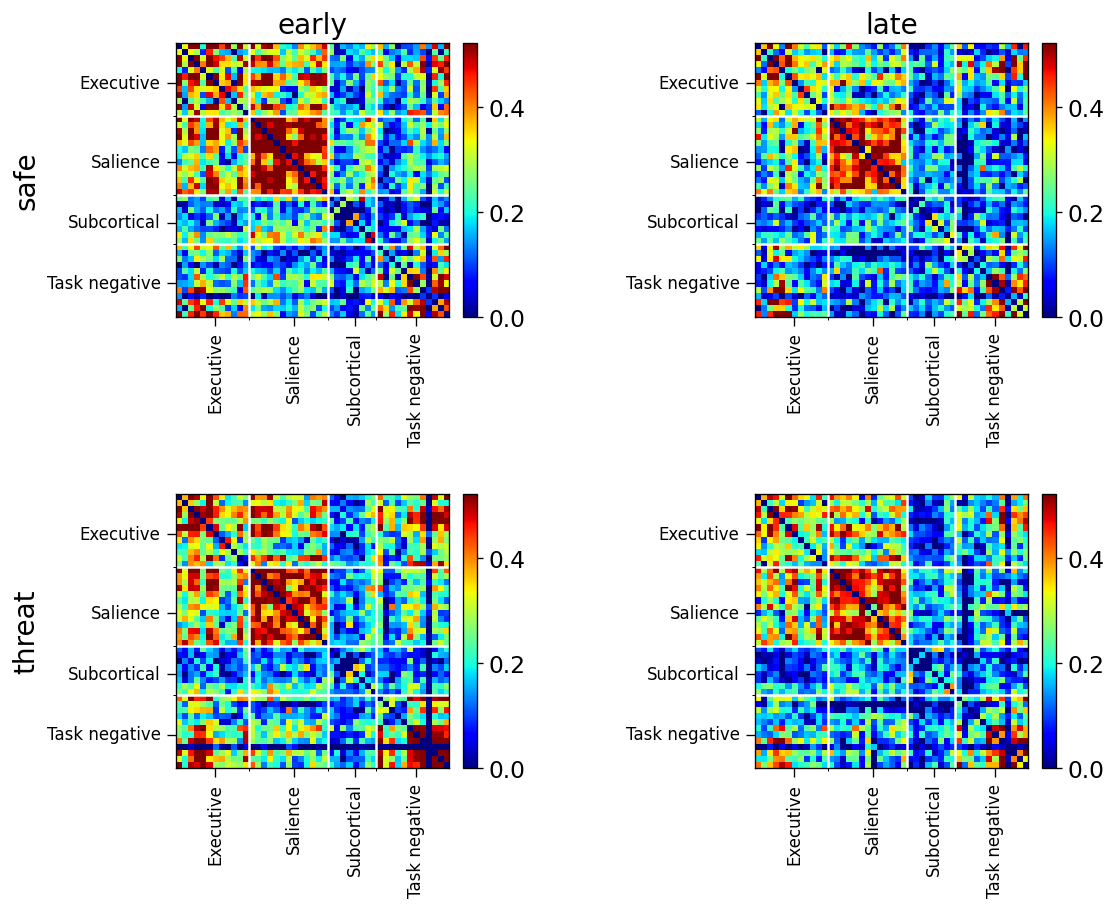 early
late
safe
Executive
Salience
Subcortical
Task negative
0.4
0.2
0.0
Executive
Salience
Subcortical
Task negative
Executive
Salience
Subcortical
Task negative
0.4
0.2
0.0
Executive
Salience
Subcortical
Task negative
threat
Executive
Salience
Subcortical
Task negative
0.4
0.2
0.0
Executive
Salience
Subcortical
Task negative
Executive
Salience
Subcortical
Task negative
0.4
0.2
0.0
Executive
Salience
Subcortical
Task negative